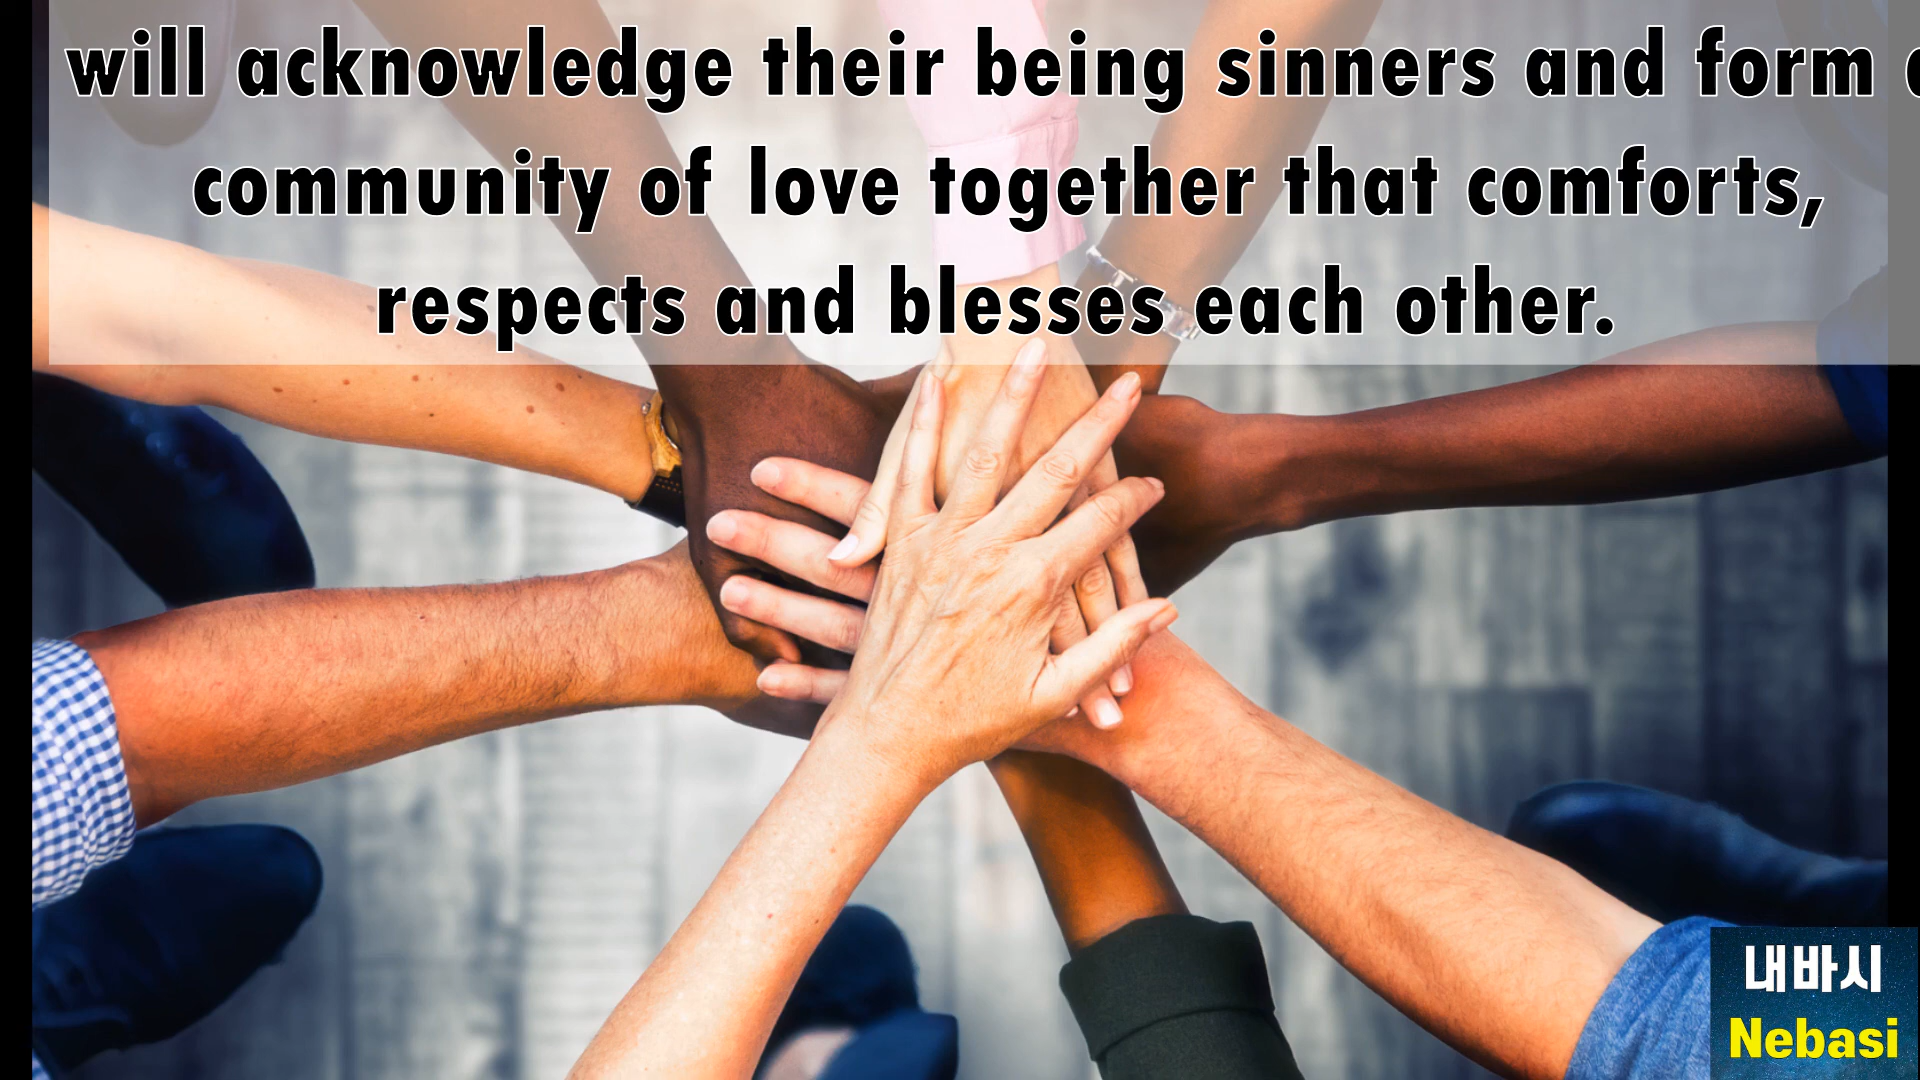 will acknowledge their being sinners and form a
community of love together that comforts,
respects and blesses each other.
내바시
Nebasi